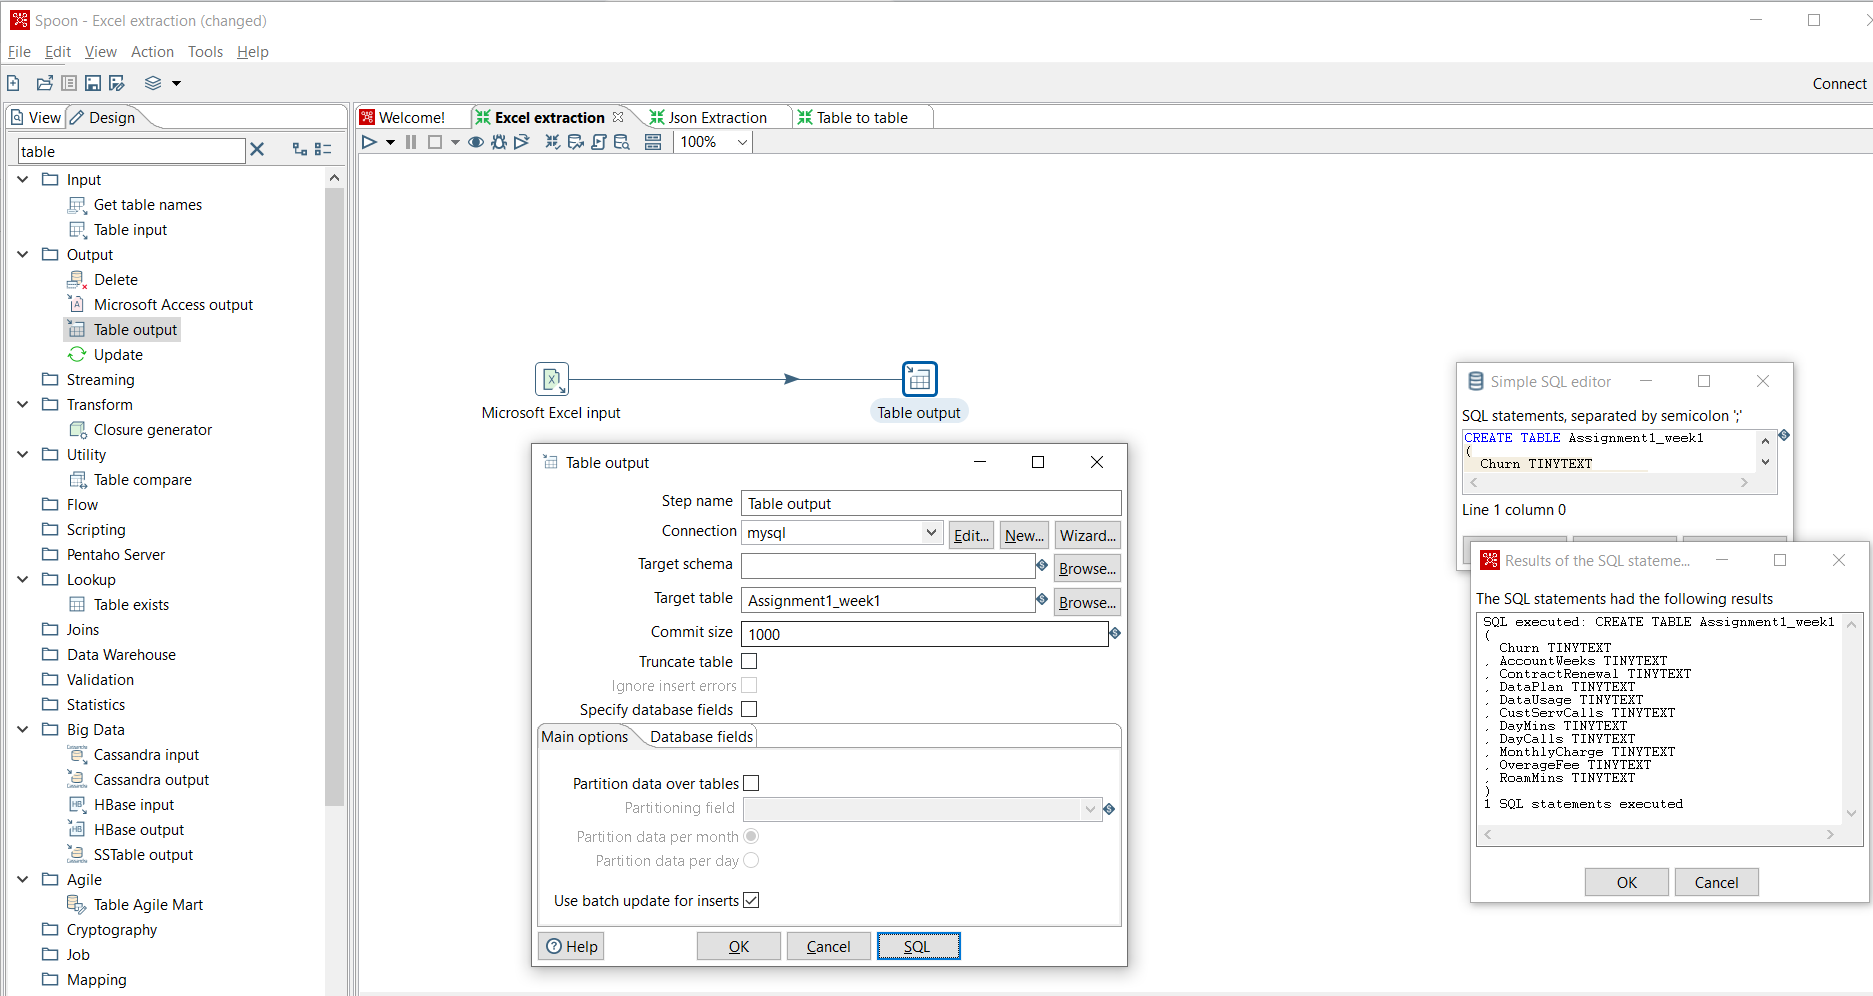 Spoon - Excel extraction (changed)
File Edit View Action Tools Help
Connect
View Design
table
Input
Get table names
Table input
Output
Delete
Microsoft Access output
Table output
Update
Streaming
Transform
Closure generator
Utility
Table compare
Flow
Scripting
Pentaho Server
Lookup
Table exists
Joins
Data Warehouse
Validation
Statistics
Big Data
Cassandra input
Cassandra output
HBase input
HBase output
SSTable output
Agile
Table Agile Mart
Cryptography
Job
Mapping
Welcome! Excel extraction Json Extraction Table to table
100%
Microsoft Excel input
Table output
Table output
Step name Table output
Connection mysql Edit... New... Wizard...
Target schema Browse...
Target table Assignment1_week1 Browse...
Commit size 1000
Truncate table
Ignore insert errors
Specify database fields
Main options Database fields
Partition data over tables
Partitioning field
Partition data per month
Partition data per day
Use batch update for inserts
Help OK Cancel SQL
Simple SQL editor
SQL statements, separated by semicolon ';'
CREATE TABLE Assignment1_week1
(
Churn TINYTEXT
Line 1 column 0
Results of the SQL stateme...
The SQL statements had the following results
SQL executed: CREATE TABLE Assignment1_week1
(
Churn TINYTEXT
, AccountWeeks TINYTEXT
, ContractRenewal TINYTEXT
, DataPlan TINYTEXT
, DataUsage TINYTEXT
, CustServCalls TINYTEXT
, DayMins TINYTEXT
, DayCalls TINYTEXT
, MonthlyCharge TINYTEXT
, OverageFee TINYTEXT
, RoamMins TINYTEXT
)
1 SQL statements executed
OK Cancel